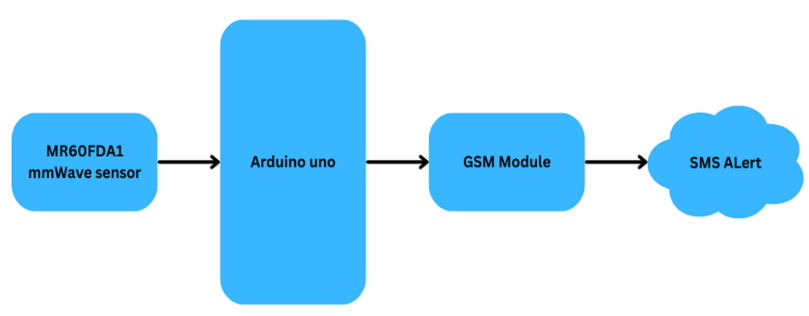 MR60FDA1
mmWave sensor
Arduino uno
GSM Module
SMS ALert